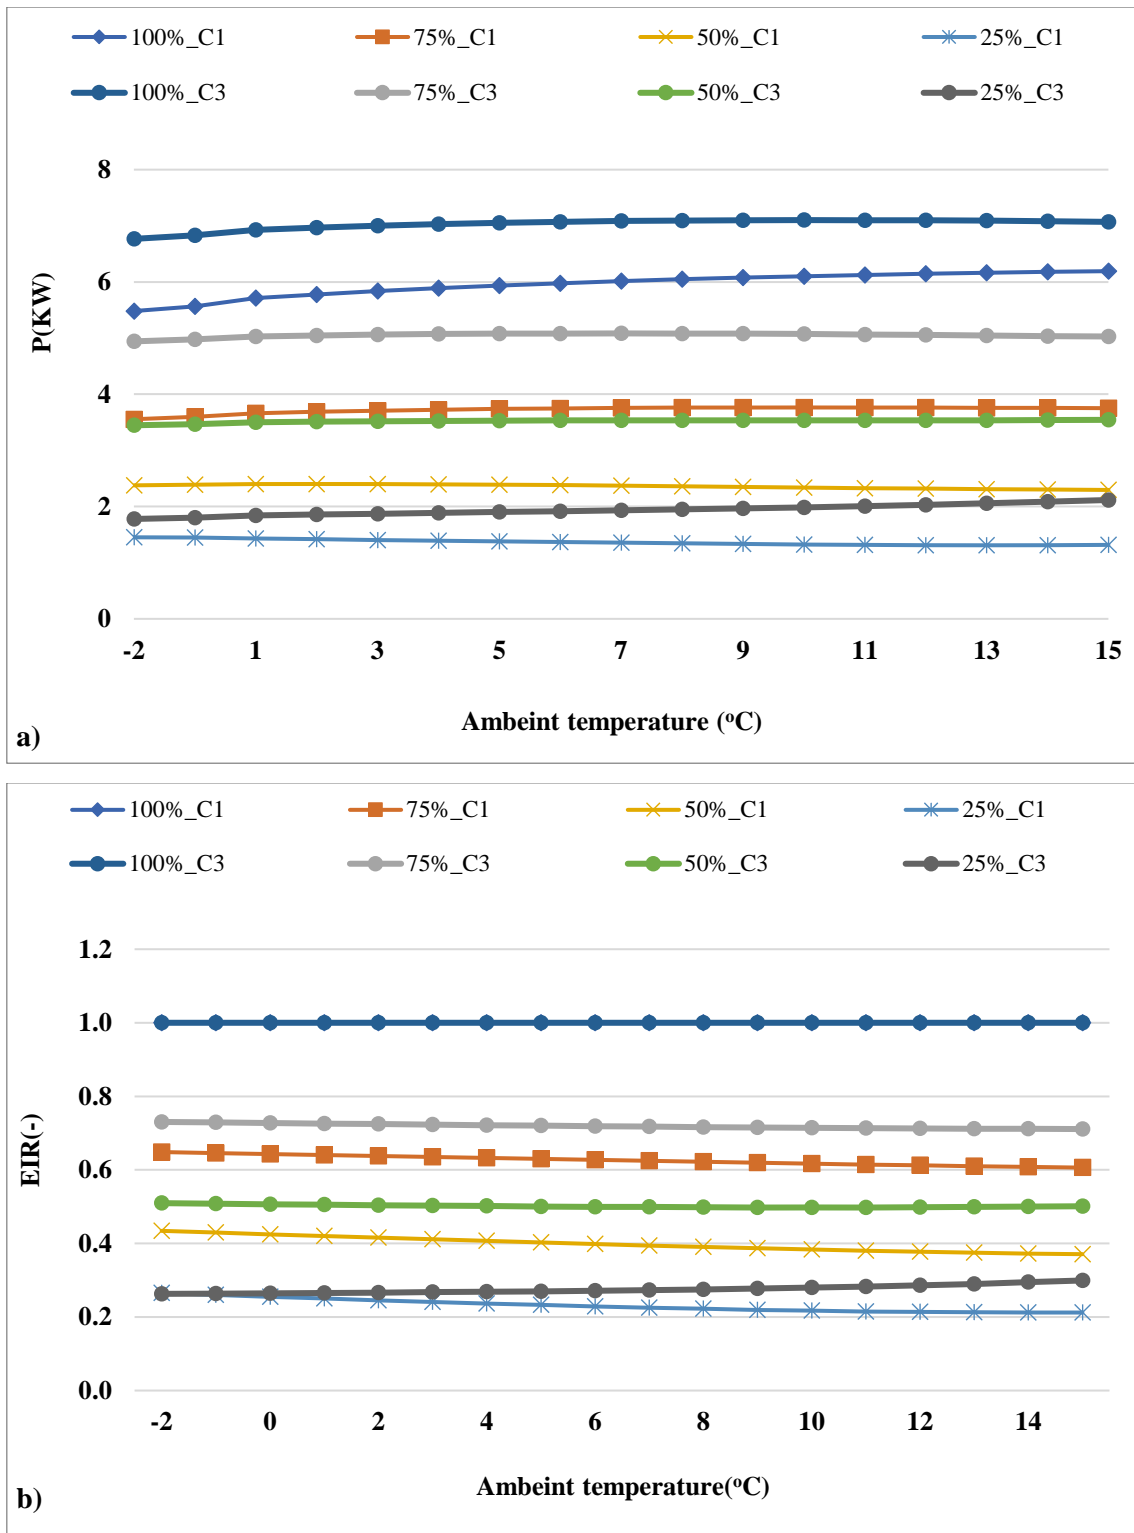 100%_C1 75%_C1 50%_C1 25%_C1
100%_C3 75%_C3 50%_C3 25%_C3
8
6
4
2
0
P(KW)
-2 1 3 5 7 9 11 13 15
Ambeint temperature (ºC)
a)
100%_C1 75%_C1 50%_C1 25%_C1
100%_C3 75%_C3 50%_C3 25%_C3
1.2
1.0
0.8
0.6
0.4
0.2
0.0
EIR(-)
-2 0 2 4 6 8 10 12 14
Ambeint temperature(ºC)
b)